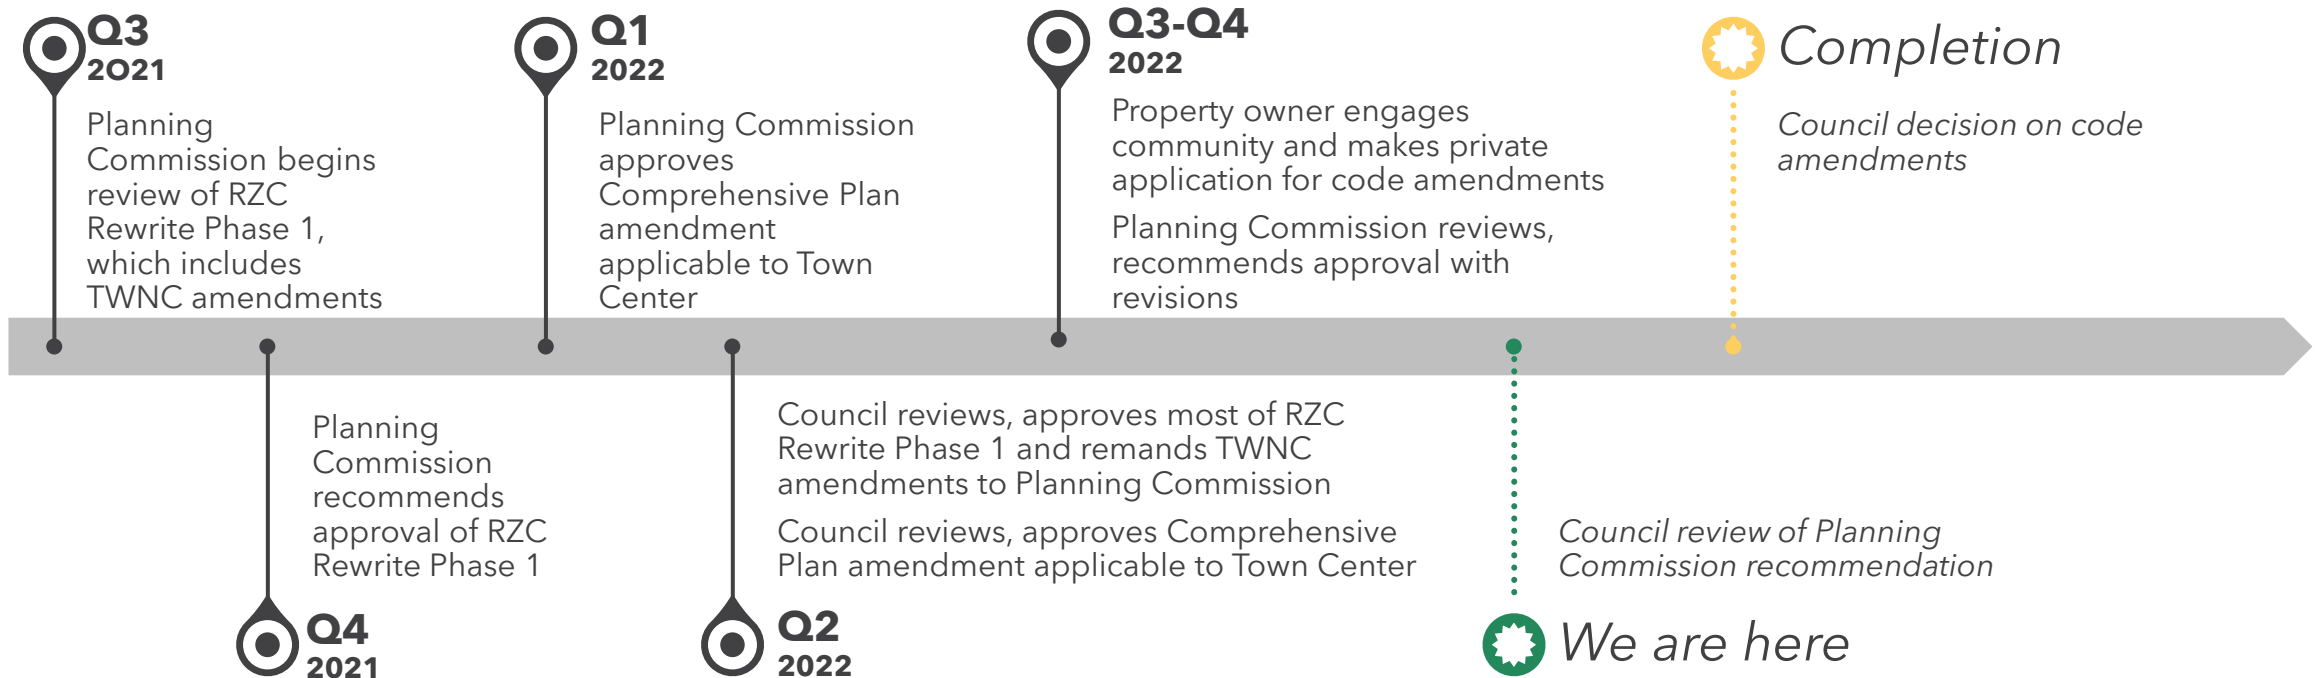 Q3
2O21
Planning
Commission begins
review of RZC
Rewrite Phase 1,
which includes
TWNC amendments
Planning
Commission
recommends
approval of RZC
Rewrite Phase 1
Q4
2021
Q1
2022
Planning Commission
approves
Comprehensive Plan
amendment
applicable to Town
Center
Council reviews, approves most of RZC
Rewrite Phase 1 and remands TWNC
amendments to Planning Commission
Council reviews, approves Comprehensive
Plan amendment applicable to Town Center
Q2
2022
Q3-Q4
2022
Property owner engages
community and makes private
application for code amendments
Planning Commission reviews,
recommends approval with
revisions
Council review of Planning
Commission recommendation
We are here
Completion
Council decision on code
amendments